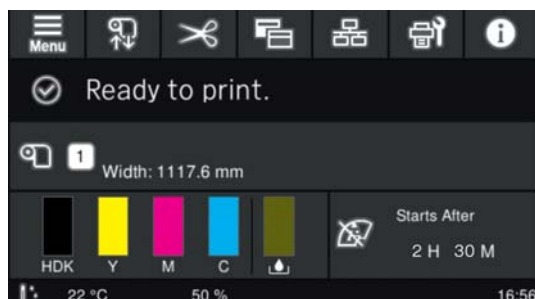 Menu
Ready to print.
1
Width: 1117.6 mm
Starts After
2 H 30 M
HDK Y M C
22 °C 50 % 16:56